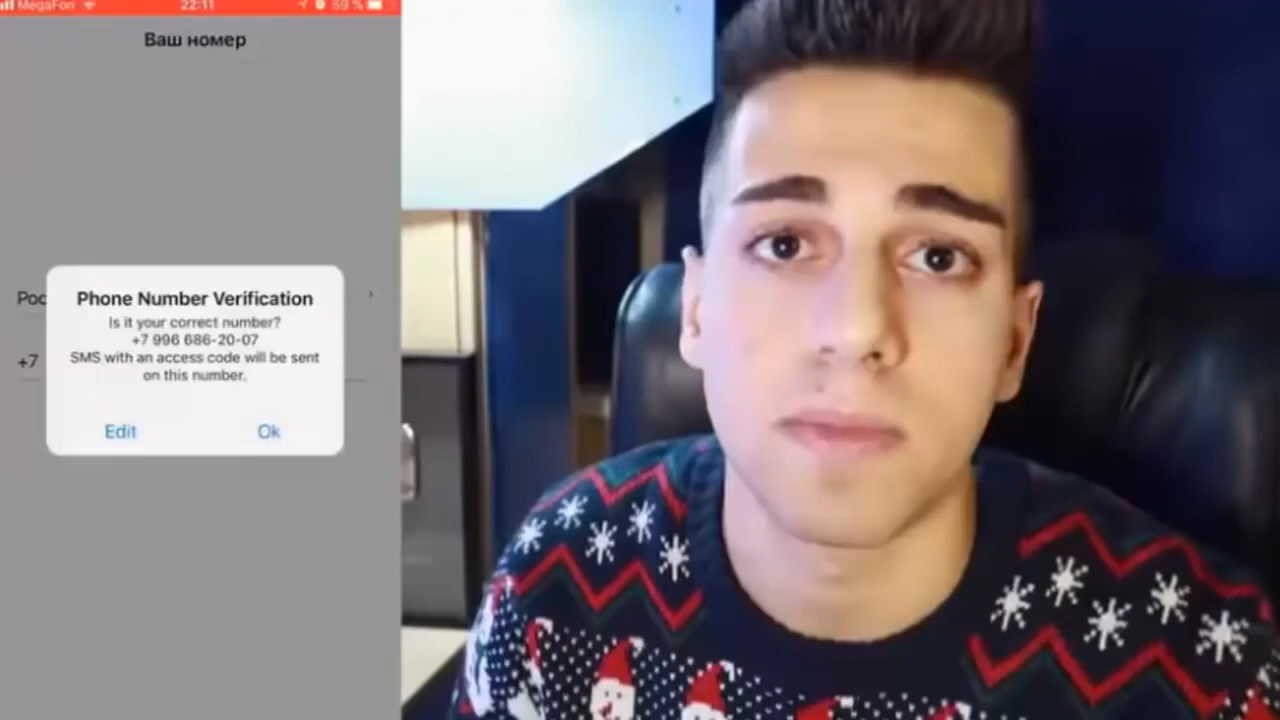 MegaFon 22:11 59 %
Ваш номер
Phone Number Verification
Is it your correct number?
+7 996 686-20-07
SMS with an access code will be sent
on this number.
+7
Edit Ok